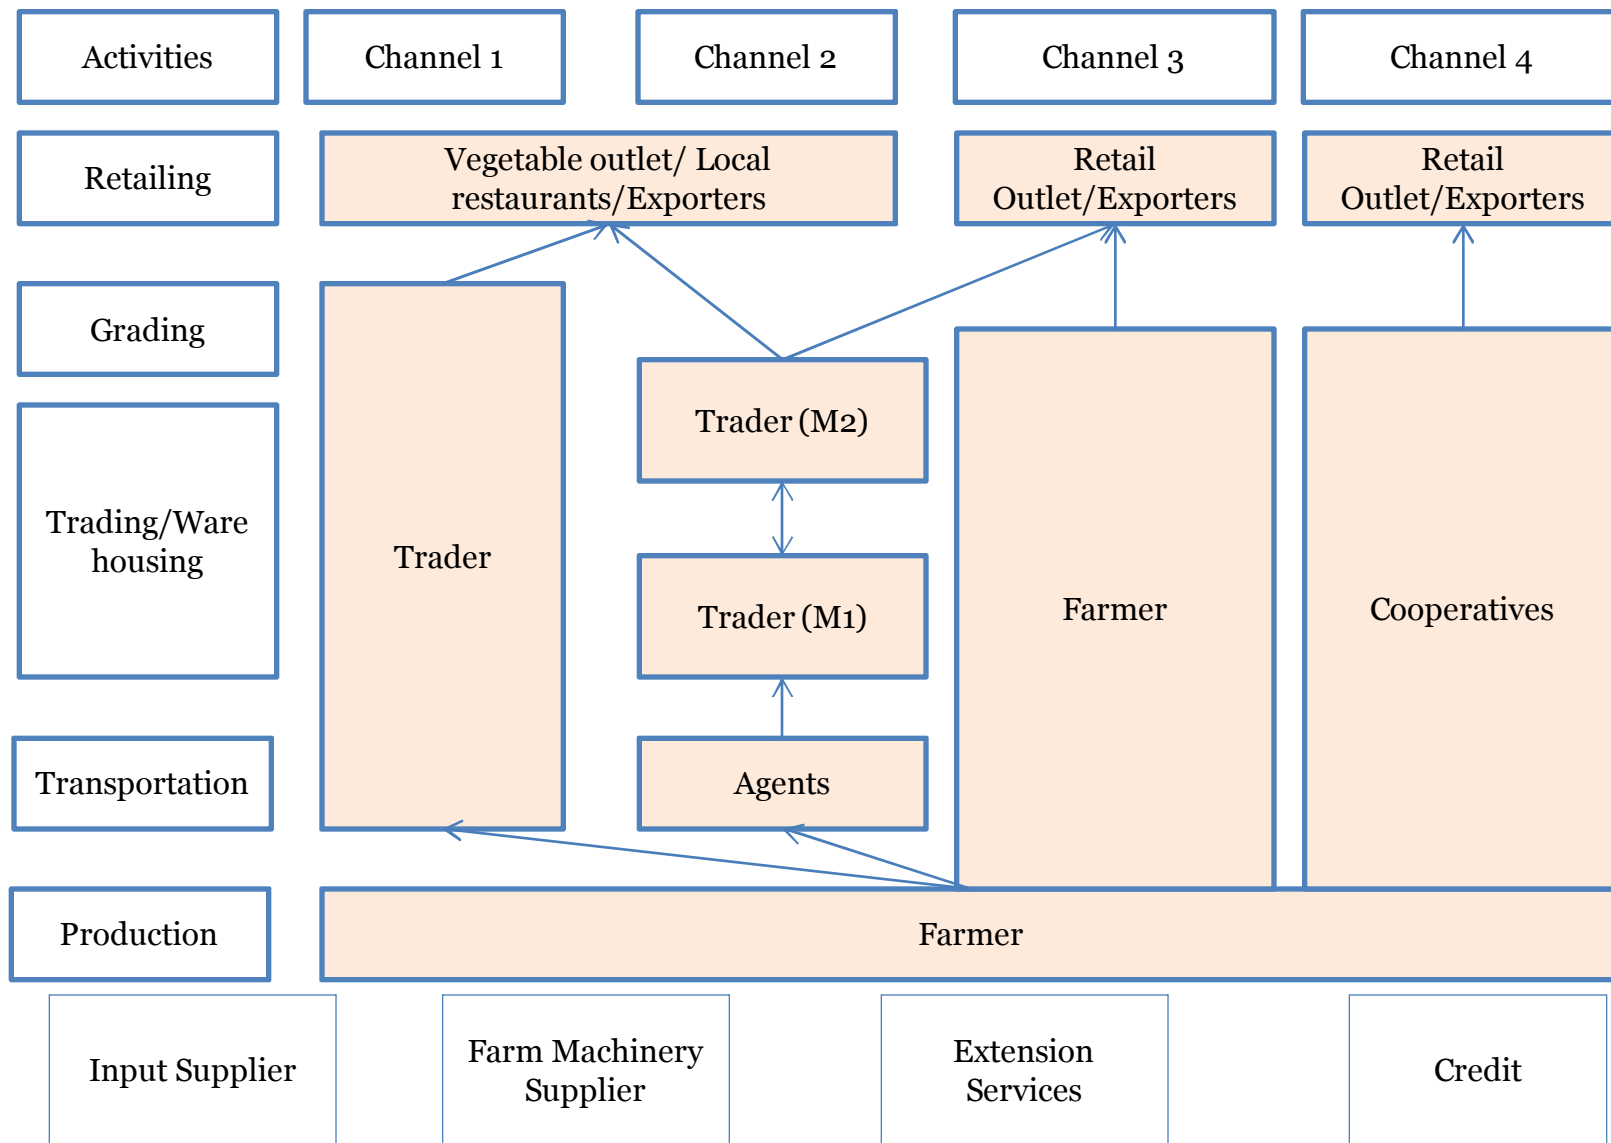 Activities
Channel 1
Channel 2
Channel 3
Channel 4
Retailing
Vegetable outlet/ Local
restaurants/Exporters
Retail
Outlet/Exporters
Retail
Outlet/Exporters
Grading
Trading/Ware
housing
Trader
Trader (M2)
Trader (M1)
Farmer
Cooperatives
Transportation
Agents
Production
Farmer
Input Supplier
Farm Machinery
Supplier
Extension
Services
Credit